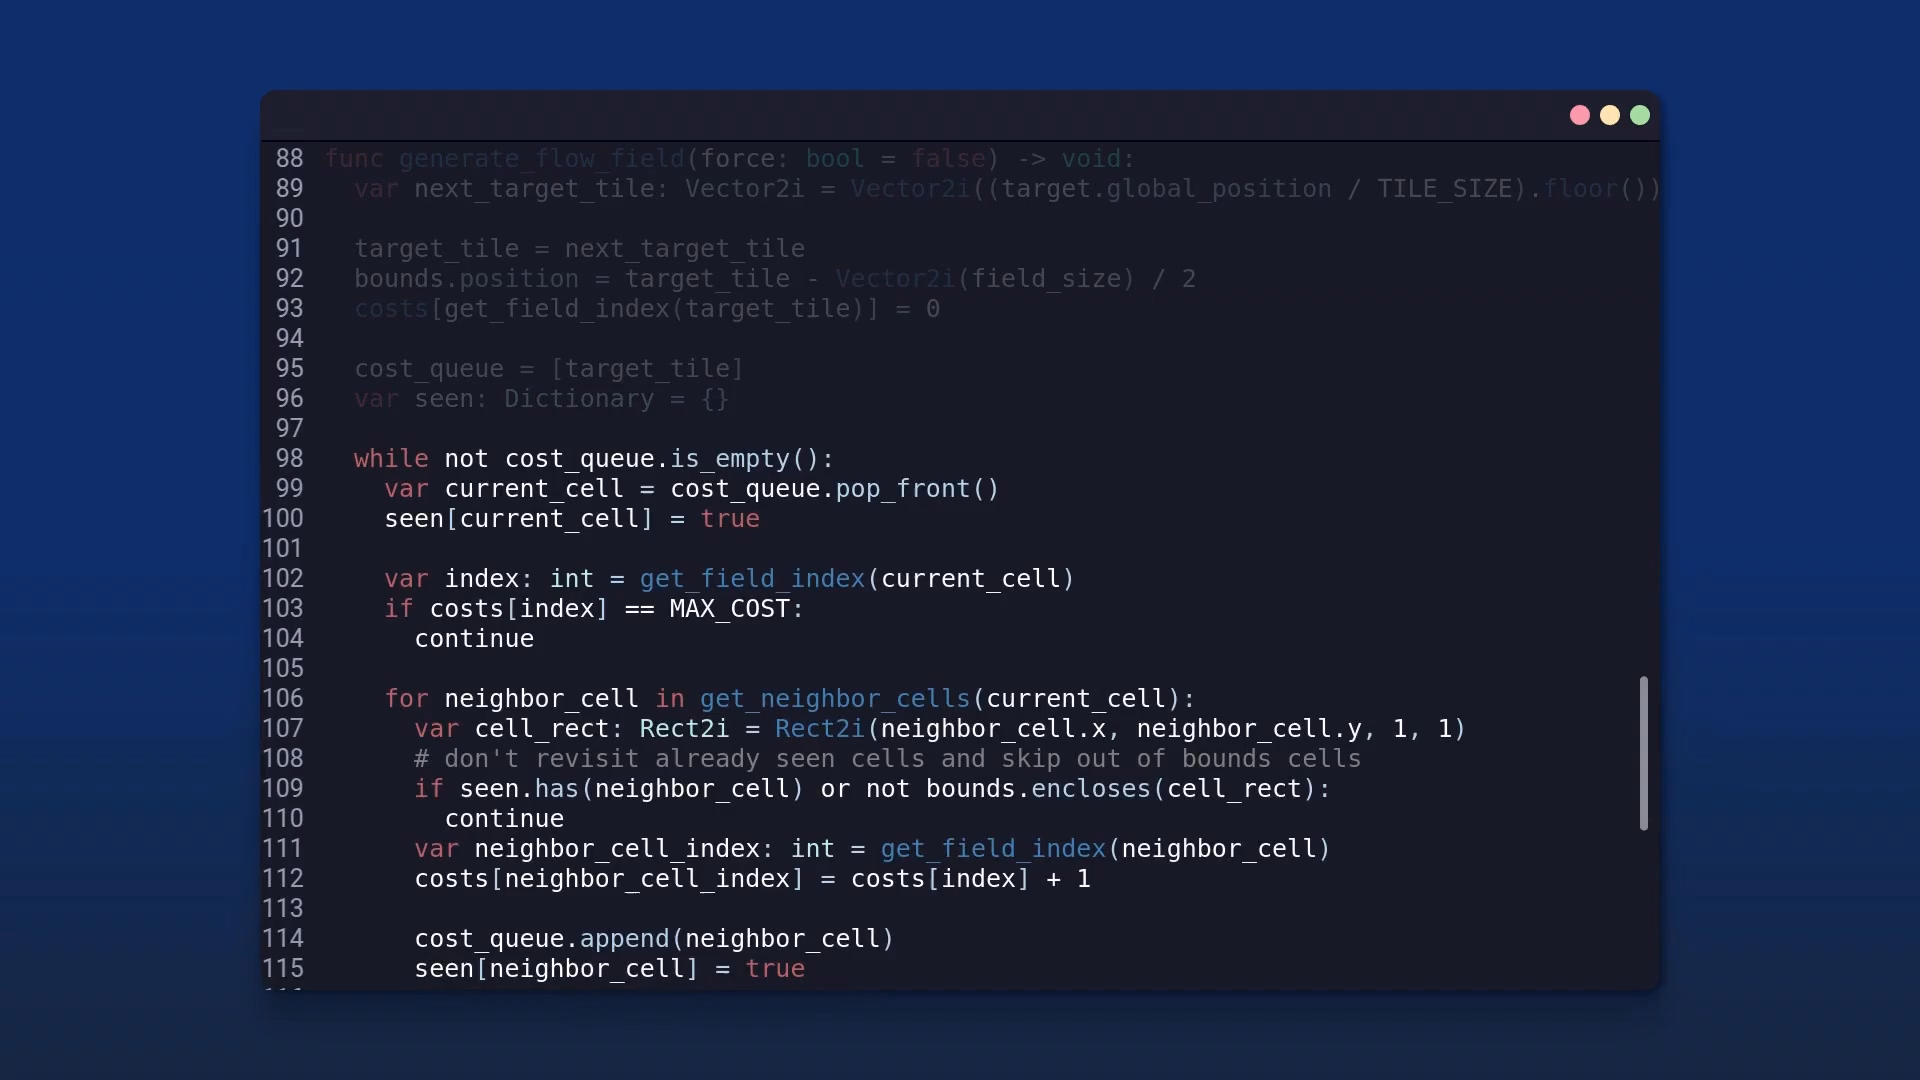 88 func generate_flow_field(force: bool = false) -> void:
89 var next_target_tile: Vector2i = Vector2i((target.global_position / TILE_SIZE).floor())
90
91 target_tile = next_target_tile
92 bounds.position = target_tile - Vector2i(field_size) / 2
93 costs[get_field_index(target_tile)] = 0
94
95 cost_queue = [target_tile]
96 var seen: Dictionary = {}
97
98 while not cost_queue.is_empty():
99 var current_cell = cost_queue.pop_front()
100 seen[current_cell] = true
101
102 var index: int = get_field_index(current_cell)
103 if costs[index] == MAX_COST:
104 continue
105
106 for neighbor_cell in get_neighbor_cells(current_cell):
107 var cell_rect: Rect2i = Rect2i(neighbor_cell.x, neighbor_cell.y, 1, 1)
108 # don't revisit already seen cells and skip out of bounds cells
109 if seen.has(neighbor_cell) or not bounds.encloses(cell_rect):
110 continue
111 var neighbor_cell_index: int = get_field_index(neighbor_cell)
112 costs[neighbor_cell_index] = costs[index] + 1
113
114 cost_queue.append(neighbor_cell)
115 seen[neighbor_cell] = true